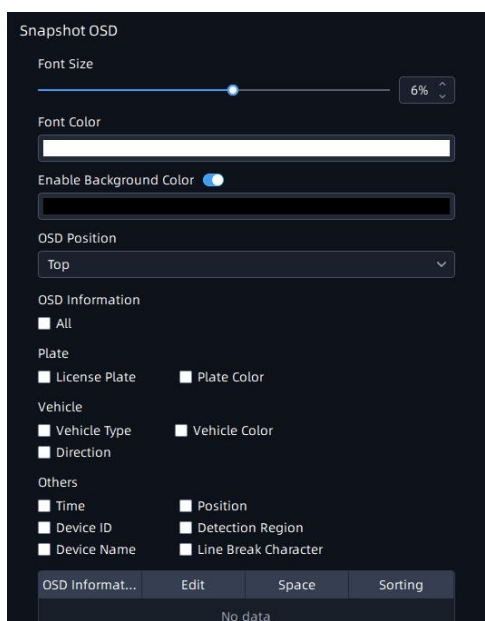 Snapshot OSD
Font Size
6%
Font Color
Enable Background Color
OSD Position
Top
OSD Information
All
Plate
License Plate Plate Color
Vehicle
Vehicle Type Vehicle Color
Direction
Others
Time Position
Device ID Detection Region
Device Name Line Break Character
OSD Informat... Edit Space Sorting
No data